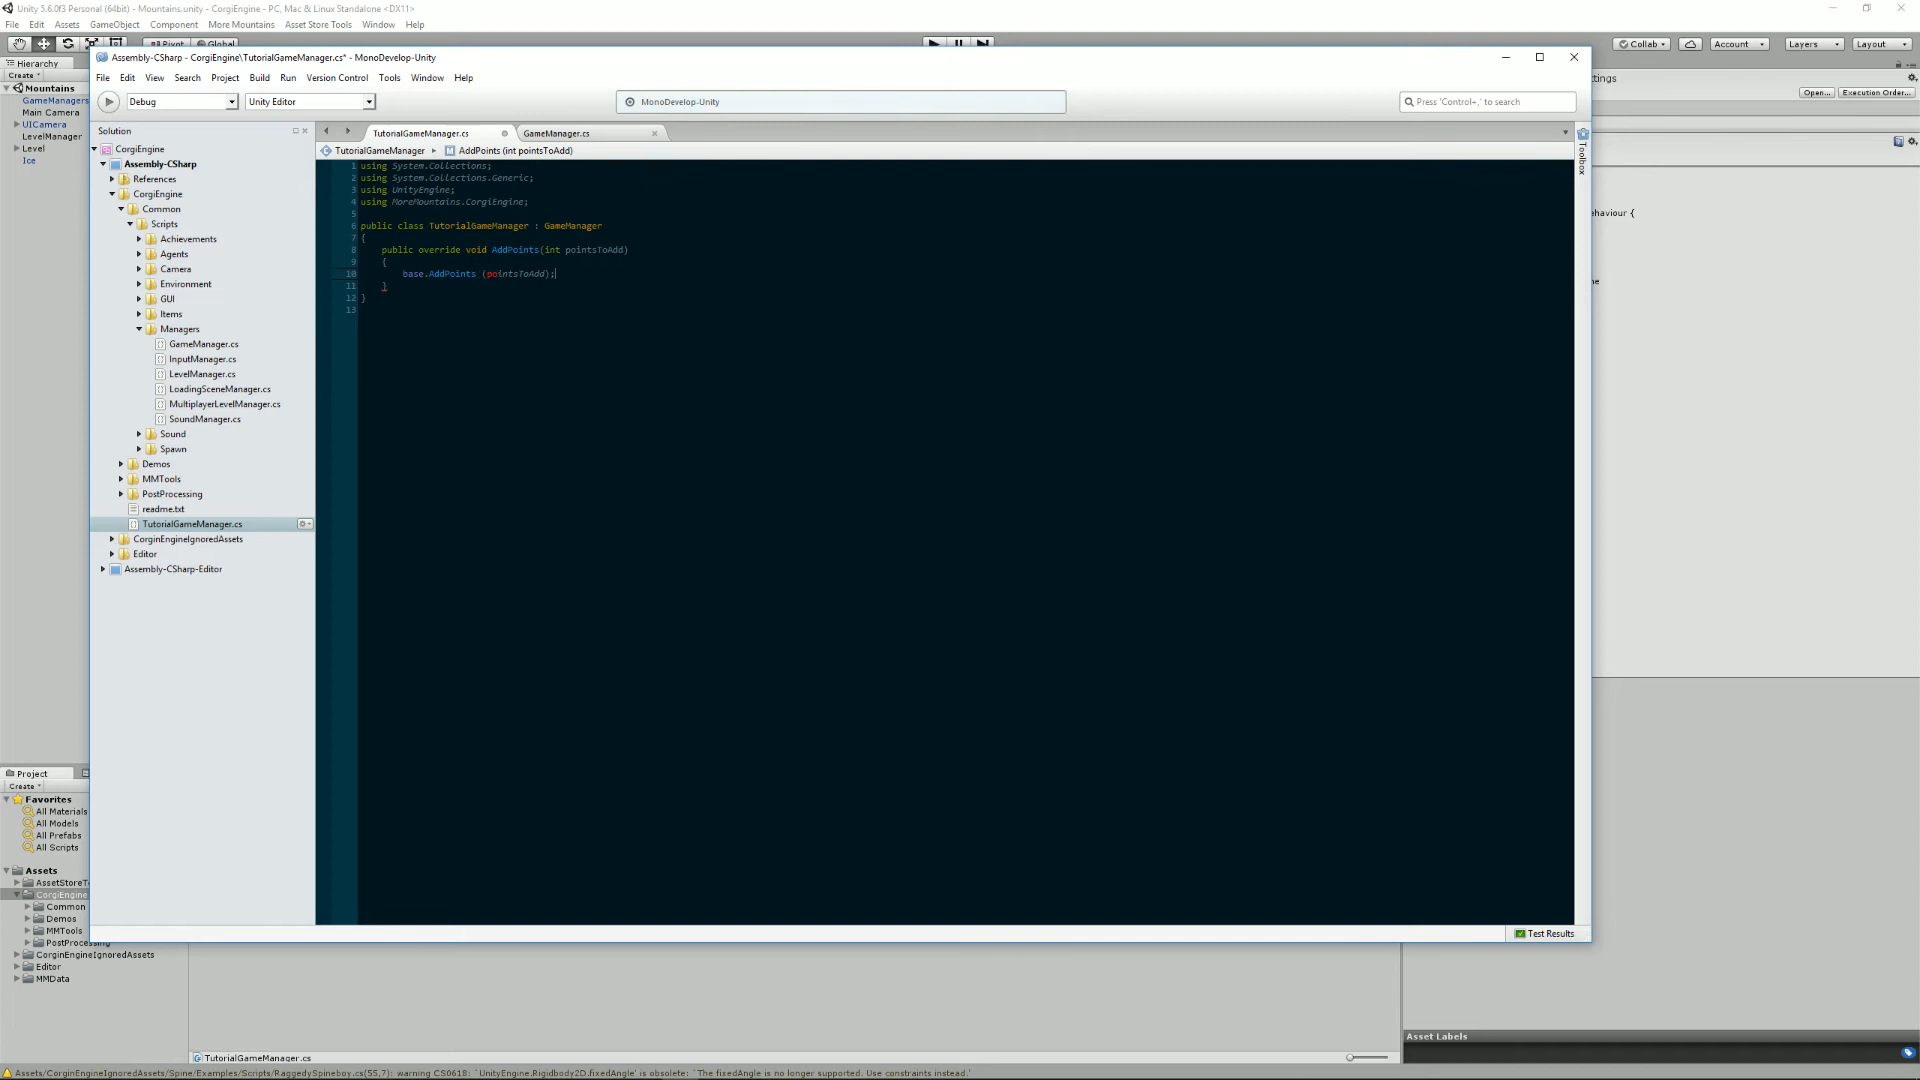 Unity 5.6.0f3 Personal (64bit) - Mountains.unity - CorgiEngine - PC, Mac & Linux Standalone <DX11>
File Edit Assets GameObject Component More Mountains Asset Store Tools Window Help
Pivot Global Collab Account Layers Layout
Hierarchy
Create
Mountains
GameManagers
Main Camera
UICamera
LevelManager
Level
Ice
Assembly-CSharp - CorgiEngine\TutorialGameManager.cs* - MonoDevelop-Unity
File Edit View Search Project Build Run Version Control Tools Window Help
Debug Unity Editor MonoDevelop-Unity Press 'Control+,' to search
Solution
CorgiEngine
Assembly-CSharp
References
CorgiEngine
Common
Scripts
Achievements
Agents
Camera
Environment
GUI
Items
Managers
GameManager.cs
InputManager.cs
LevelManager.cs
LoadingSceneManager.cs
MultiplayerLevelManager.cs
SoundManager.cs
Sound
Spawn
Demos
MMTools
PostProcessing
readme.txt
TutorialGameManager.cs
CorginEngineIgnoredAssets
Editor
Assembly-CSharp-Editor
TutorialGameManager.cs GameManager.cs
TutorialGameManager AddPoints (int pointsToAdd)
1 using System.Collections;
2 using System.Collections.Generic;
3 using UnityEngine;
4 using MoreMountains.CorgiEngine;
5
6 public class TutorialGameManager : GameManager
7 {
8 public override void AddPoints(int pointsToAdd)
9 {
10 base.AddPoints (pointsToAdd);
11 }
12 }
13
Toolbox
Test Results
ttings
Open... Execution Order...
ehaviour {
ne
Project
Create
Favorites
All Materials
All Models
All Prefabs
All Scripts
Assets
AssetStoreT
CorgiEngine
Common
Demos
MMTools
PostProcessing
CorginEngineIgnoredAssets
Editor
MMData
TutorialGameManager.cs
Asset Labels
Assets/CorginEngineIgnoredAssets/Spine/Examples/Scripts/RaggedySpineboy.cs(55,7): warning CS0618: `UnityEngine.Rigidbody2D.fixedAngle' is obsolete: `The fixedAngle is no longer supported. Use constraints instead.'